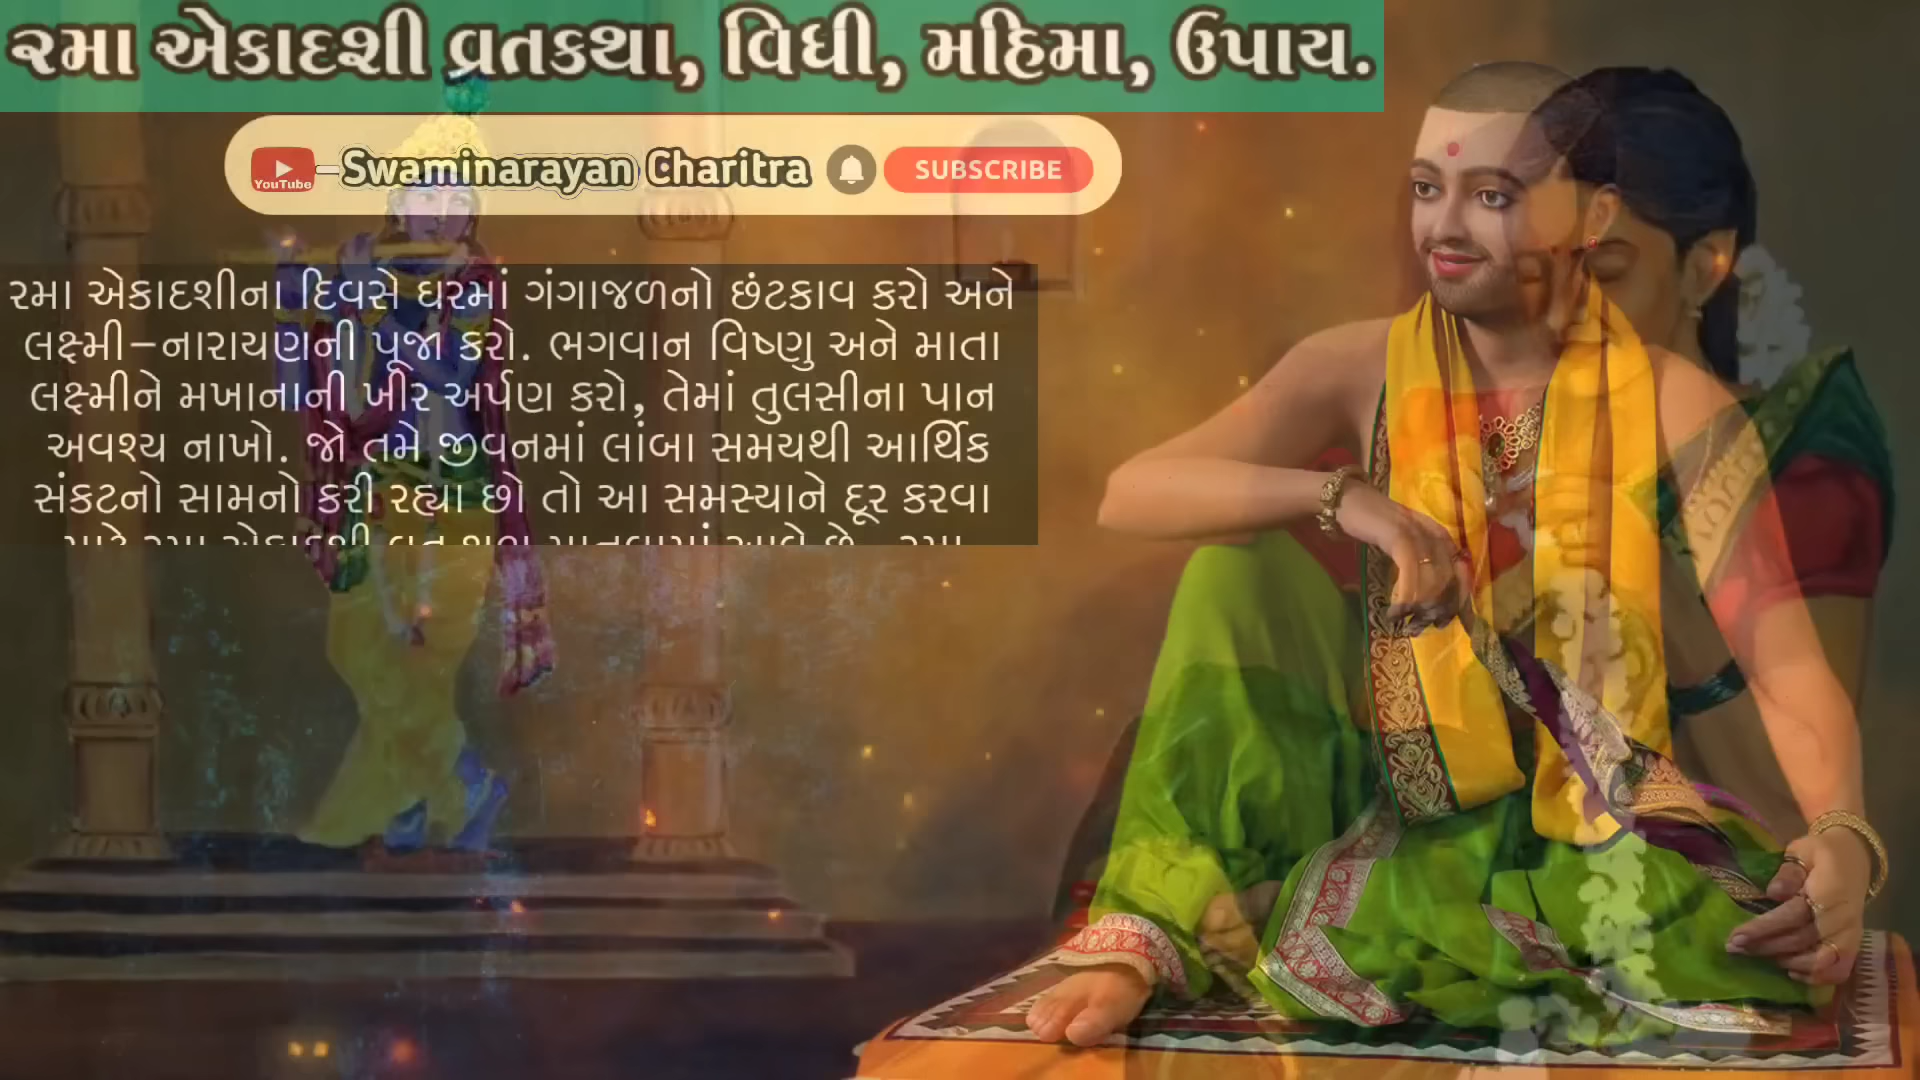 રમા એકાદશી વ્રતકથા, વિધી, મહિમા, ઉપાય.
YouTube Swaminarayan Charitra SUBSCRIBE
રમા એકાદશીના દિવસે ઘરમાં ગંગાજળનો છંટકાવ કરો અને
લક્ષ્મી–નારાયણની પૂજા કરો. ભગવાન વિષ્ણુ અને માતા
લક્ષ્મીને મખાનાની ખીર અર્પણ કરો, તેમાં તુલસીના પાન
અવશ્ય નાખો. જો તમે જીવનમાં લાંબા સમયથી આર્થિક
સંકટનો સામનો કરી રહ્યા છો તો આ સમસ્યાને દૂર કરવા